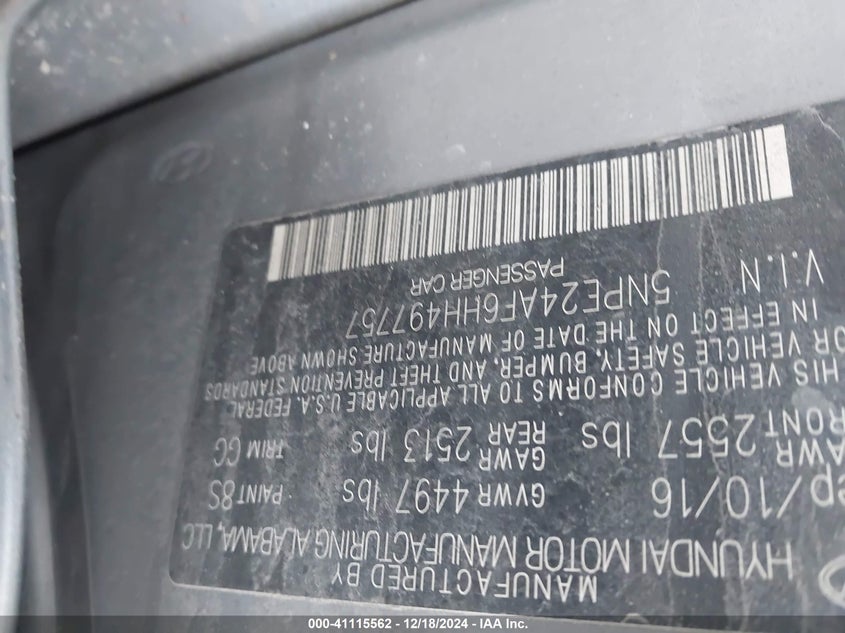 MANUFACTURED BY
HYUNDAI MOTOR MANUFACTURING ALABAMA, LLC
ep/10/16 GVWR 4497 lbs PAINT 8S
AWR FRONT 2557 lbs GAWR REAR 2513 lbs TRIM GC
HIS VEHICLE CONFORMS TO ALL APPLICABLE U.S.A. FEDERAL
OR VEHICLE SAFETY, BUMPER, AND THEFT PREVENTION STANDARDS
IN EFFECT ON THE DATE OF MANUFACTURE SHOWN ABOVE
V.I.N 5NPE24AF6HH497757
PASSENGER CAR
000-41115562 - 12/18/2024 - IAA Inc.